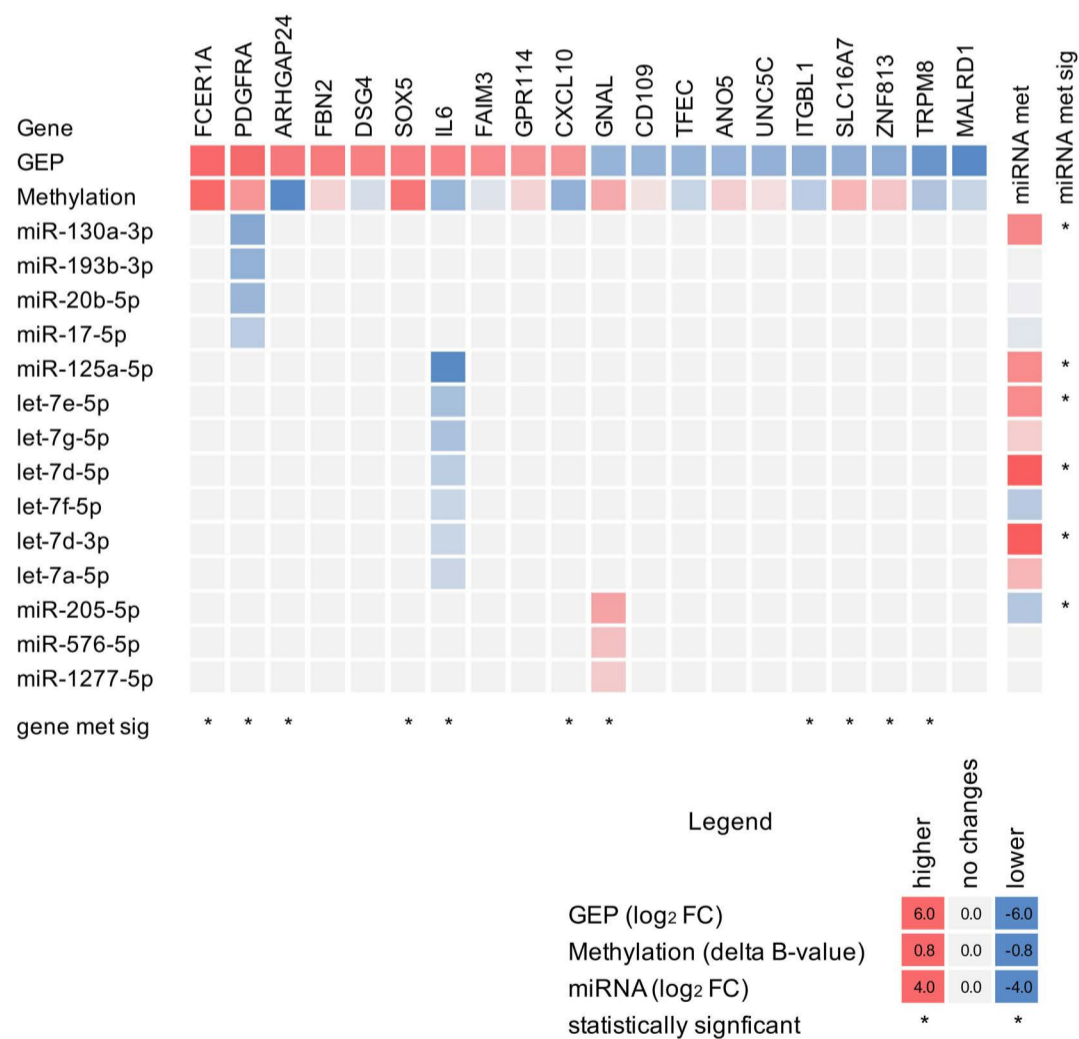 FCER1A
PDGFRA
ARHGAP24
FBN2
DSG4
SOX5
IL6
FAIM3
GPR114
CXCL10
GNAL
CD109
TFEC
ANO5
UNC5C
ITGBL1
SLC16A7
ZNF813
TRPM8
MALRD1
miRNA met
miRNA met sig
Gene
GEP
Methylation
miR-130a-3p *
miR-193b-3p
miR-20b-5p
miR-17-5p
miR-125a-5p *
let-7e-5p *
let-7g-5p
let-7d-5p *
let-7f-5p
let-7d-3p *
let-7a-5p
miR-205-5p *
miR-576-5p
miR-1277-5p
gene met sig * * * * * * * * * * *
Legend
higher
no changes
lower
GEP (log2 FC) 6.0 0.0 -6.0
Methylation (delta B-value) 0.8 0.0 -0.8
miRNA (log2 FC) 4.0 0.0 -4.0
statistically signficant * *